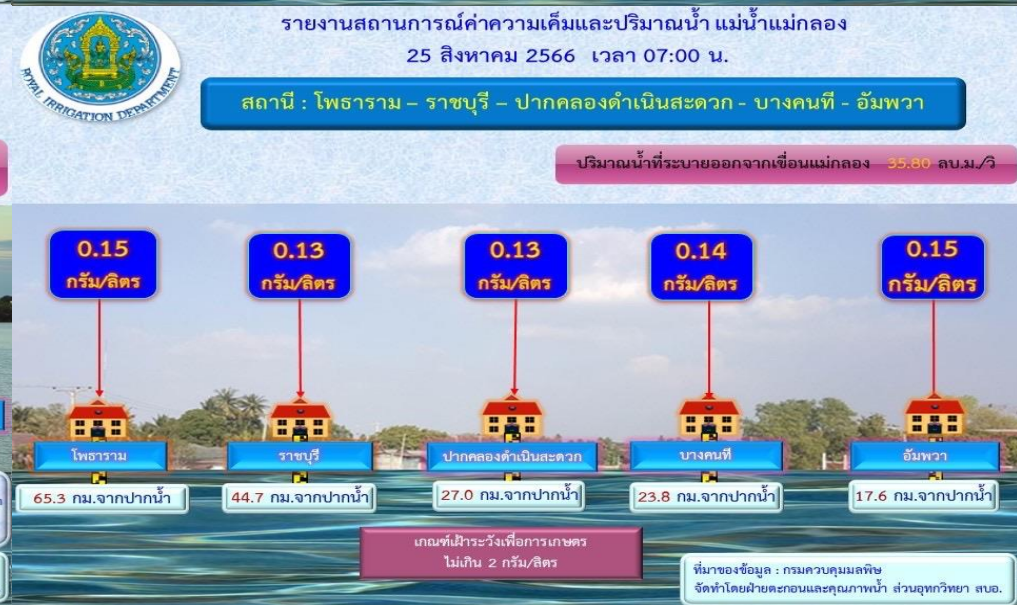 รายงานสถานการณ์ค่าความเค็มและปริมาณน้ำ แม่น้ำแม่กลอง
25 สิงหาคม 2566 เวลา 07:00 น.
ROYAL IRRIGATION DEPARTMENT
สถานี : โพธาราม – ราชบุรี – ปากคลองดำเนินสะดวก - บางคนที - อัมพวา
ปริมาณน้ำที่ระบายออกจากเขื่อนแม่กลอง 35.80 ลบ.ม./วิ
0.15 กรัม/ลิตร
0.13 กรัม/ลิตร
0.13 กรัม/ลิตร
0.14 กรัม/ลิตร
0.15 กรัม/ลิตร
โพธาราม
ราชบุรี
ปากคลองดำเนินสะดวก
บางคนที
อัมพวา
65.3 กม.จากปากน้ำ
44.7 กม.จากปากน้ำ
27.0 กม.จากปากน้ำ
23.8 กม.จากปากน้ำ
17.6 กม.จากปากน้ำ
เกณฑ์เฝ้าระวังเพื่อการเกษตร
ไม่เกิน 2 กรัม/ลิตร
ที่มาของข้อมูล : กรมควบคุมมลพิษ
จัดทำโดยฝ่ายตะกอนและคุณภาพน้ำ ส่วนอุทกวิทยา สบอ.